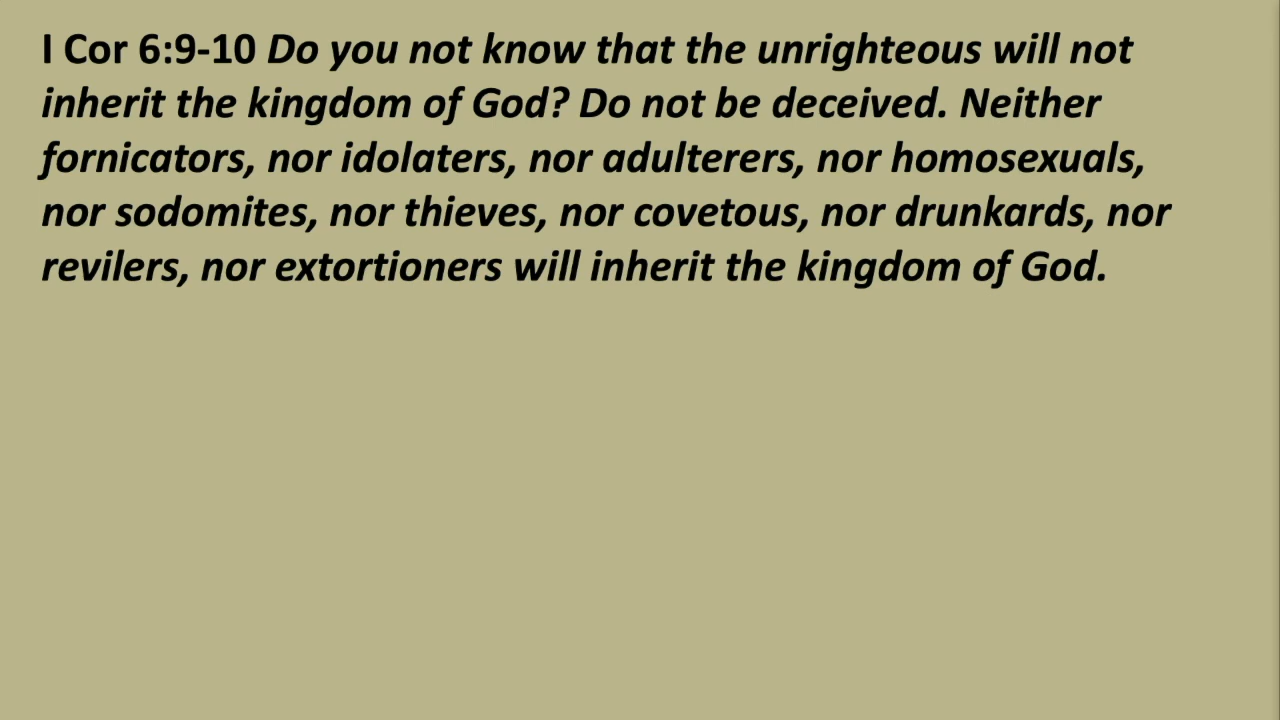 I Cor 6:9-10 Do you not know that the unrighteous will not
inherit the kingdom of God? Do not be deceived. Neither
fornicators, nor idolaters, nor adulterers, nor homosexuals,
nor sodomites, nor thieves, nor covetous, nor drunkards, nor
revilers, nor extortioners will inherit the kingdom of God.